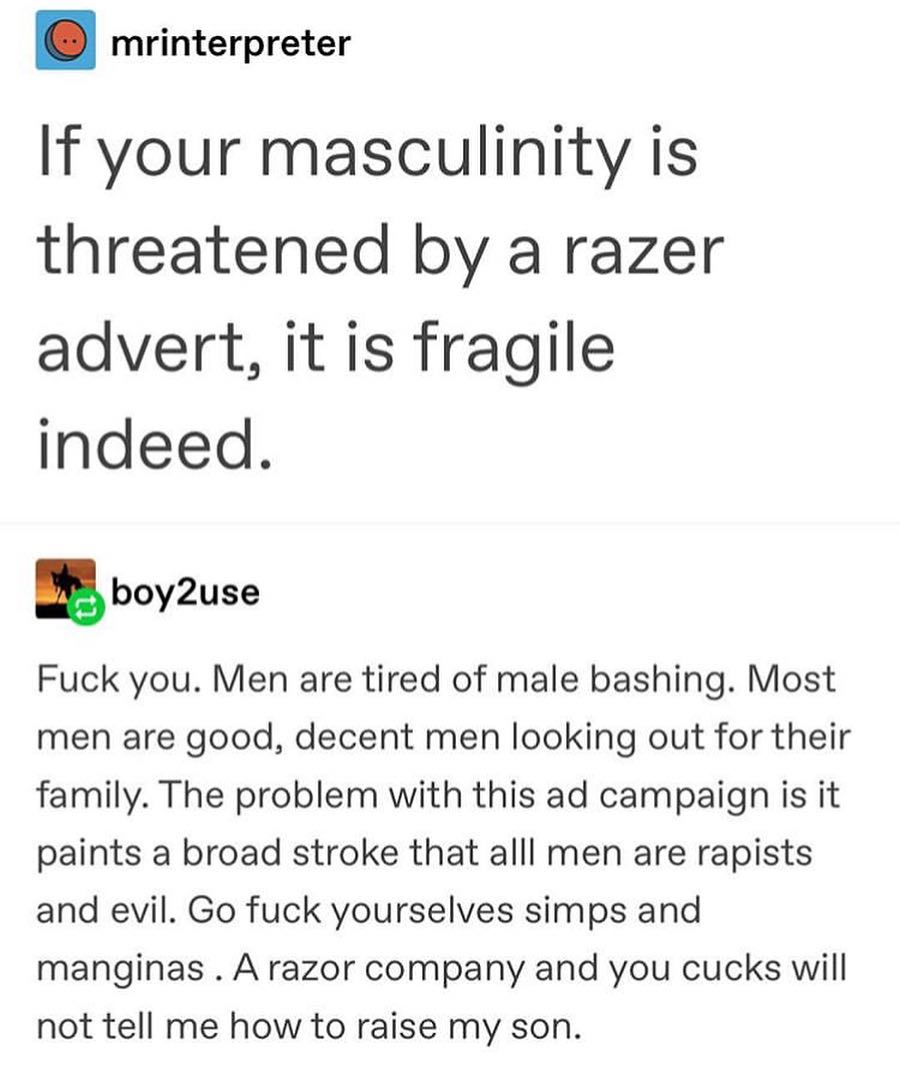 mrinterpreter
If your masculinity is
threatened by a razer
advert, it is fragile
indeed.
boy2use
Fuck you. Men are tired of male bashing. Most
men are good, decent men looking out for their
family. The problem with this ad campaign is it
paints a broad stroke that alll men are rapists
and evil. Go fuck yourselves simps and
manginas . A razor company and you cucks will
not tell me how to raise my son.